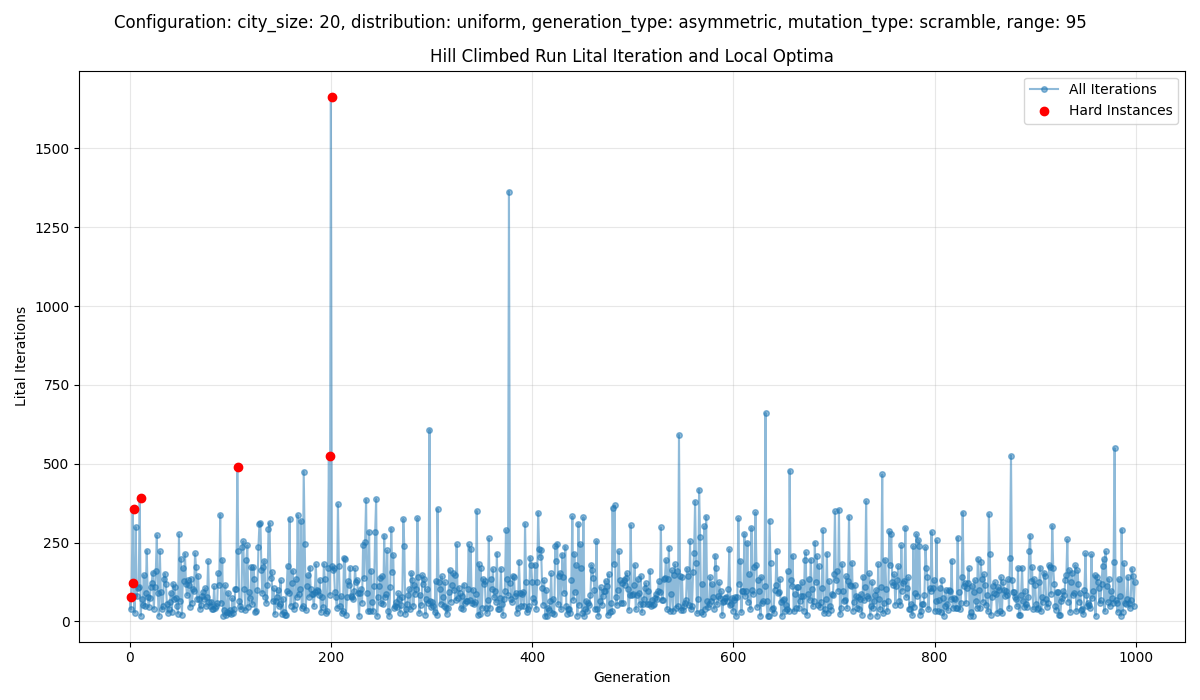 Configuration: city_size: 20, distribution: uniform, generation_type: asymmetric, mutation_type: scramble, range: 95
Hill Climbed Run Lital Iteration and Local Optima
All Iterations
Hard Instances
Lital Iterations
1500
1250
1000
750
500
250
0
0 200 400 600 800 1000
Generation